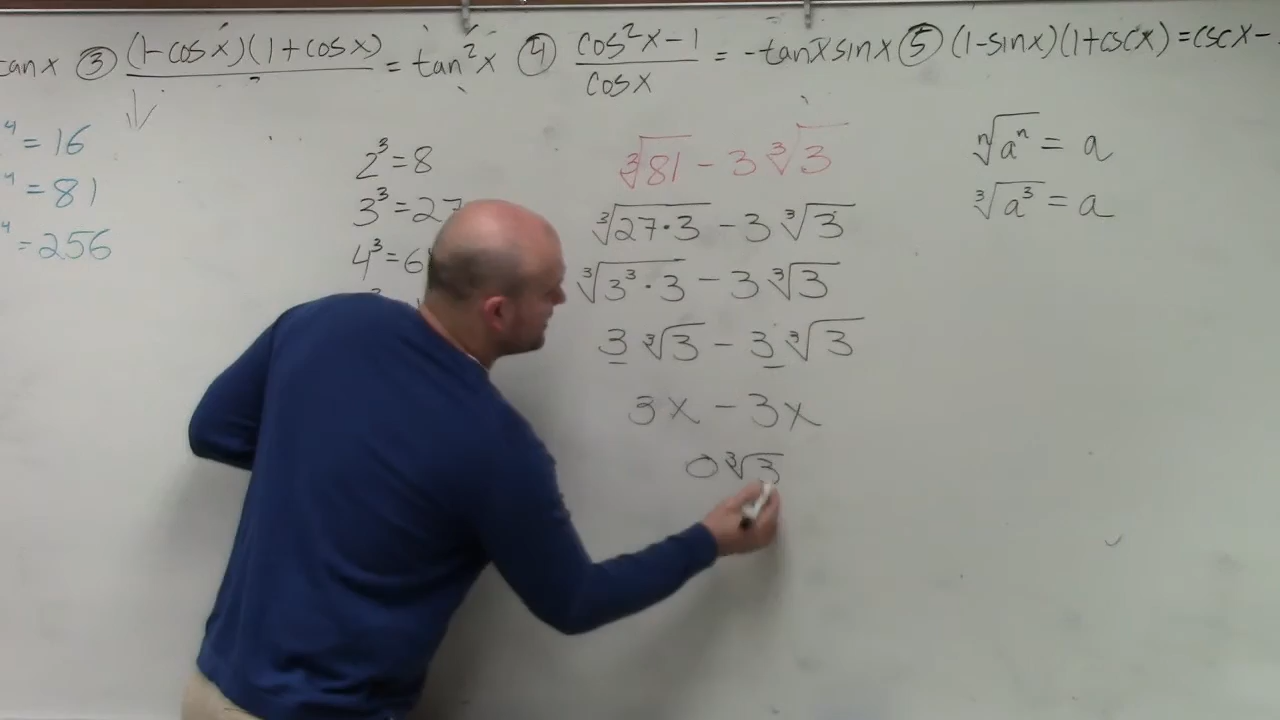 tan x ③ (1-cos x)(1+cos x) / = tan²x ④ cos²x-1 / cos x = -tan x sin x ⑤ (1-sin x)(1+csc x) = csc x -
⁴ = 16
⁴ = 81
⁴ = 256
2³ = 8
3³ = 27
4³ = 6
∛81 - 3∛3
∛27·3 - 3∛3
∛3³·3 - 3∛3
3∛3 - 3∛3
3x - 3x
0∛3
ⁿ√aⁿ = a
∛a³ = a